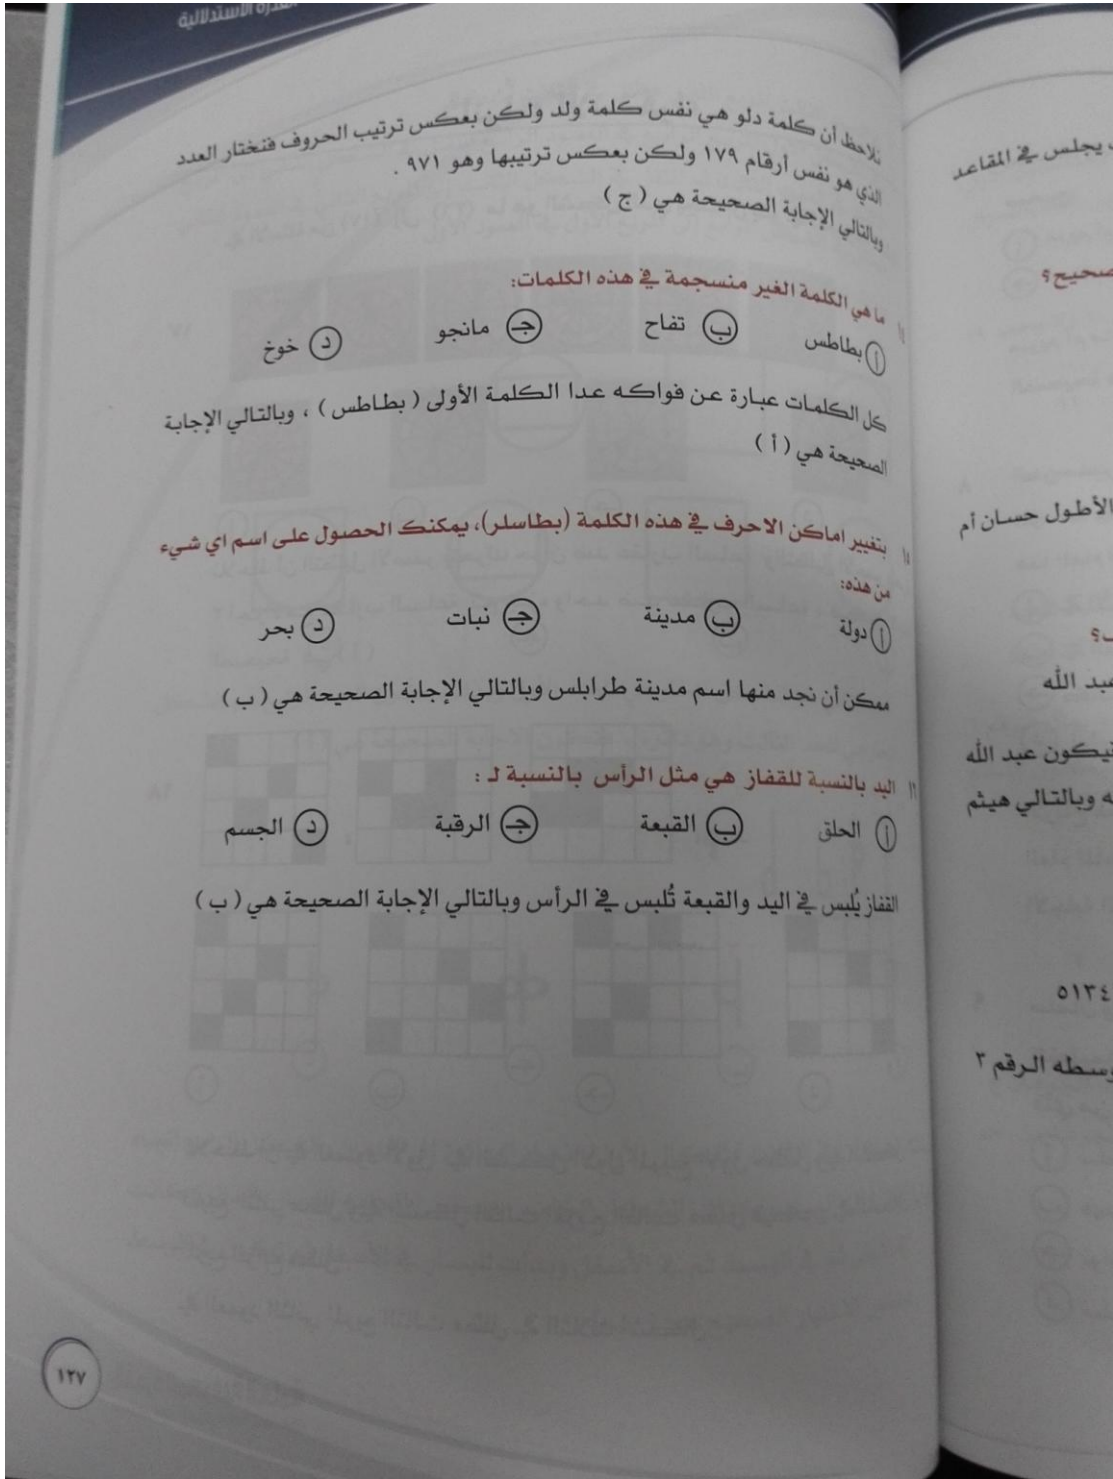 القدرة الاستدلالية
نلاحظ أن كلمة دلو هي نفس كلمة ولد ولكن بعكس ترتيب الحروف فنختار العدد
الذي هو نفس أرقام ١٧٩ ولكن بعكس ترتيبها وهو ٩٧١ .
وبالتالي الإجابة الصحيحة هي ( ج )
ما هي الكلمة الغير منسجمة في هذه الكلمات:
أ بطاطس ب تفاح جـ مانجو د خوخ
كل الكلمات عبارة عن فواكه عدا الكلمة الأولى ( بطاطس ) ، وبالتالي الإجابة
الصحيحة هي ( أ )
١٥ بتغيير اماكن الاحرف في هذه الكلمة (بطاسلر)، يمكنك الحصول على اسم اي شيء
من هذه:
أ دولة ب مدينة جـ نبات د بحر
ممكن أن نجد منها اسم مدينة طرابلس وبالتالي الإجابة الصحيحة هي ( ب )
١٦ اليد بالنسبة للقفاز هي مثل الرأس بالنسبة لـ :
أ الحلق ب القبعة جـ الرقبة د الجسم
القفاز يُلبس في اليد والقبعة تُلبس في الرأس وبالتالي الإجابة الصحيحة هي ( ب )
١٢٧
يجلس في المقاعد
صحيح؟
الأطول حسان أم
عبد الله
فيكون عبد الله
وبالتالي هيثم
٥١٣٤
وسطه الرقم ٣